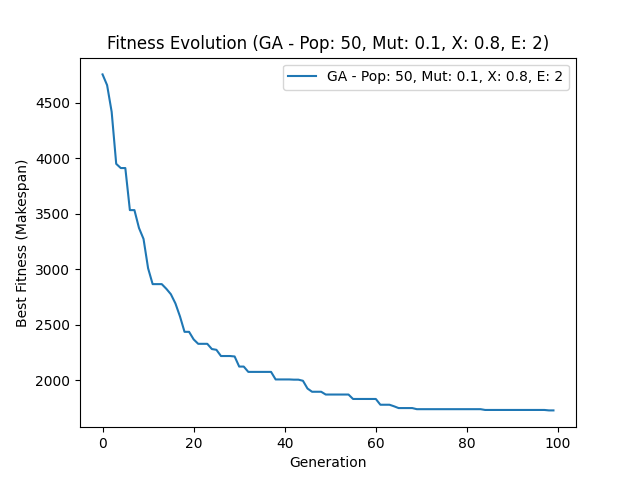 Fitness Evolution (GA - Pop: 50, Mut: 0.1, X: 0.8, E: 2)
GA - Pop: 50, Mut: 0.1, X: 0.8, E: 2
Best Fitness (Makespan)
4500
4000
3500
3000
2500
2000
0 20 40 60 80 100
Generation